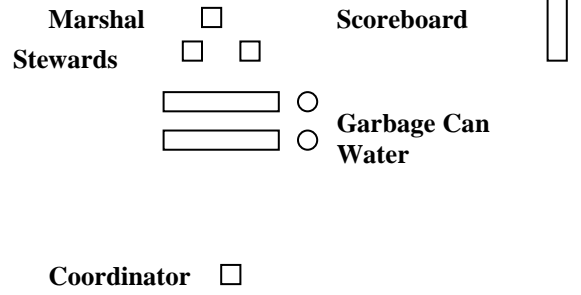 Marshal
Scoreboard
Stewards
Garbage Can
Water
Coordinator